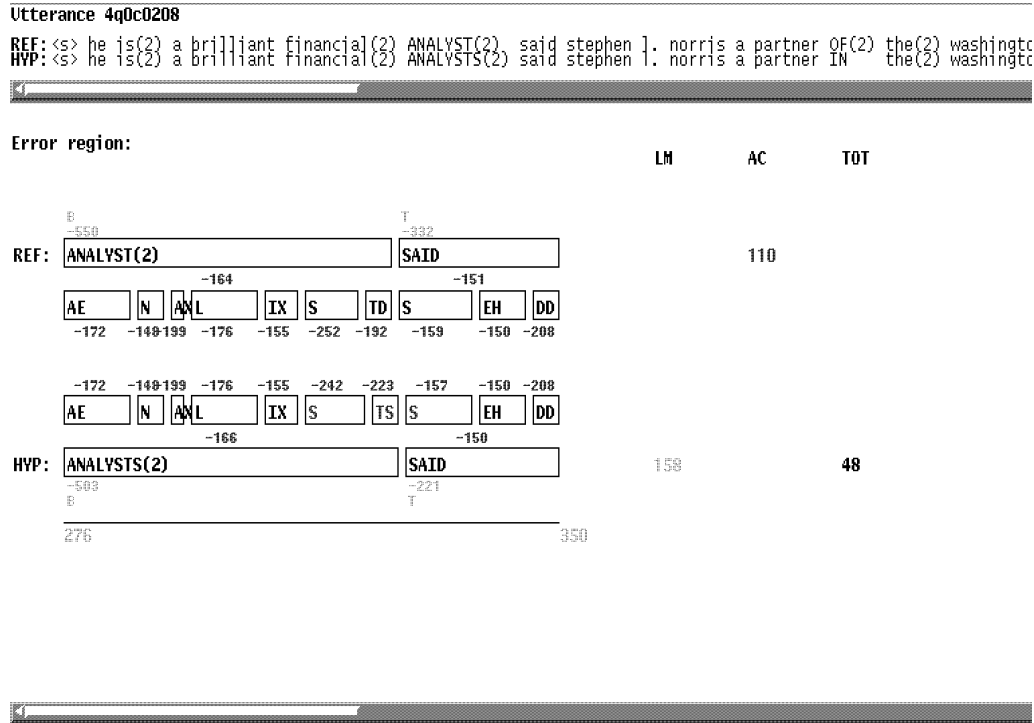 Utterance 4q0c0208
REF: <s> he is(2) a brilliant financial(2) ANALYST(2) said stephen l. norris a partner OF(2) the(2) washingto
HYP: <s> he is(2) a brilliant financial(2) ANALYSTS(2) said stephen l. norris a partner IN the(2) washingto
Error region:
LM AC TOT
B T
-550 -332
REF: ANALYST(2) SAID 110
-164 -151
AE N AX L IX S TD S EH DD
-172 -148 -199 -176 -155 -252 -192 -159 -150 -208
-172 -148 -199 -176 -155 -242 -223 -157 -150 -208
AE N AX L IX S TS S EH DD
-166 -150
HYP: ANALYSTS(2) SAID 158 48
-503 -221
B T
276 350